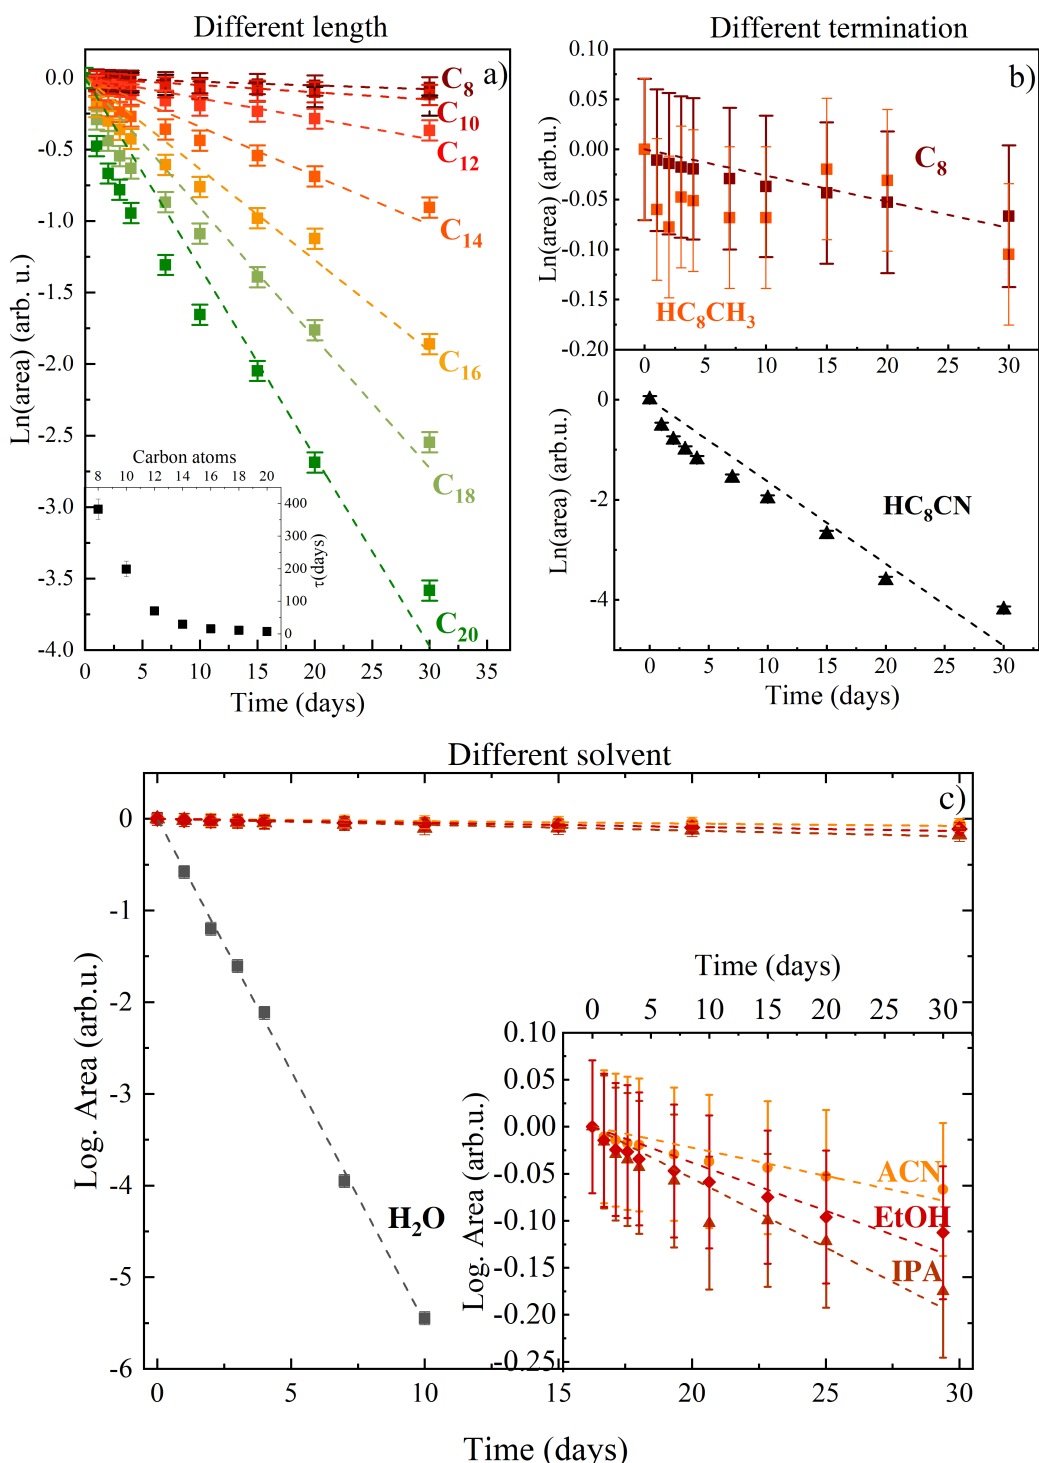 Different length
a)
Ln(area) (arb. u.)
0.0
-0.5
-1.0
-1.5
-2.0
-2.5
-3.0
-3.5
-4.0
C8
C10
C12
C14
C16
C18
C20
Carbon atoms
8 10 12 14 16 18 20
400
300
200
100
0
τ(days)
0 5 10 15 20 25 30 35
Time (days)
Different termination
b)
Ln(area) (arb.u.)
0.10
0.05
0.00
-0.05
-0.10
-0.15
-0.20
C8
HC8CH3
0 5 10 15 20 25 30
Ln(area) (arb.u.)
0
-2
-4
HC8CN
0 5 10 15 20 25 30
Time (days)
Different solvent
c)
Log. Area (arb.u.)
0
-1
-2
-3
-4
-5
-6
H2O
Time (days)
0 5 10 15 20 30
Log. Area (arb.u.)
0.10
0.05
0.00
-0.05
-0.10
-0.15
-0.20
-0.25
ACN
EtOH
IPA
0 5 10 15 20 25 30
Time (days)